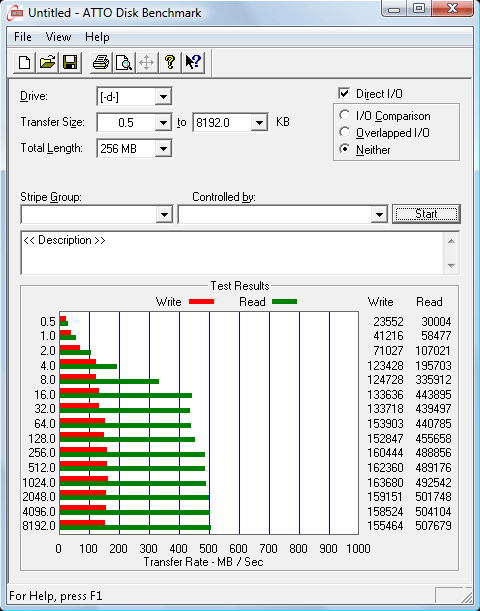 Untitled - ATTO Disk Benchmark
File View Help
Drive: [-d-] Direct I/O
Transfer Size: 0.5 to 8192.0 KB I/O Comparison
Overlapped I/O
Total Length: 256 MB Neither
Stripe Group: Controlled by:
Start
<< Description >>
Test Results
Write Read Write Read
0.5 23552 30004
1.0 41216 58477
2.0 71027 107021
4.0 123428 195703
8.0 124728 335912
16.0 133636 443895
32.0 133718 439497
64.0 153903 440785
128.0 152847 455658
256.0 160444 488856
512.0 162360 489176
1024.0 163680 492542
2048.0 159151 501748
4096.0 158524 504104
8192.0 155464 507679
0 100 200 300 400 500 600 700 800 900 1000
Transfer Rate - MB / Sec
For Help, press F1